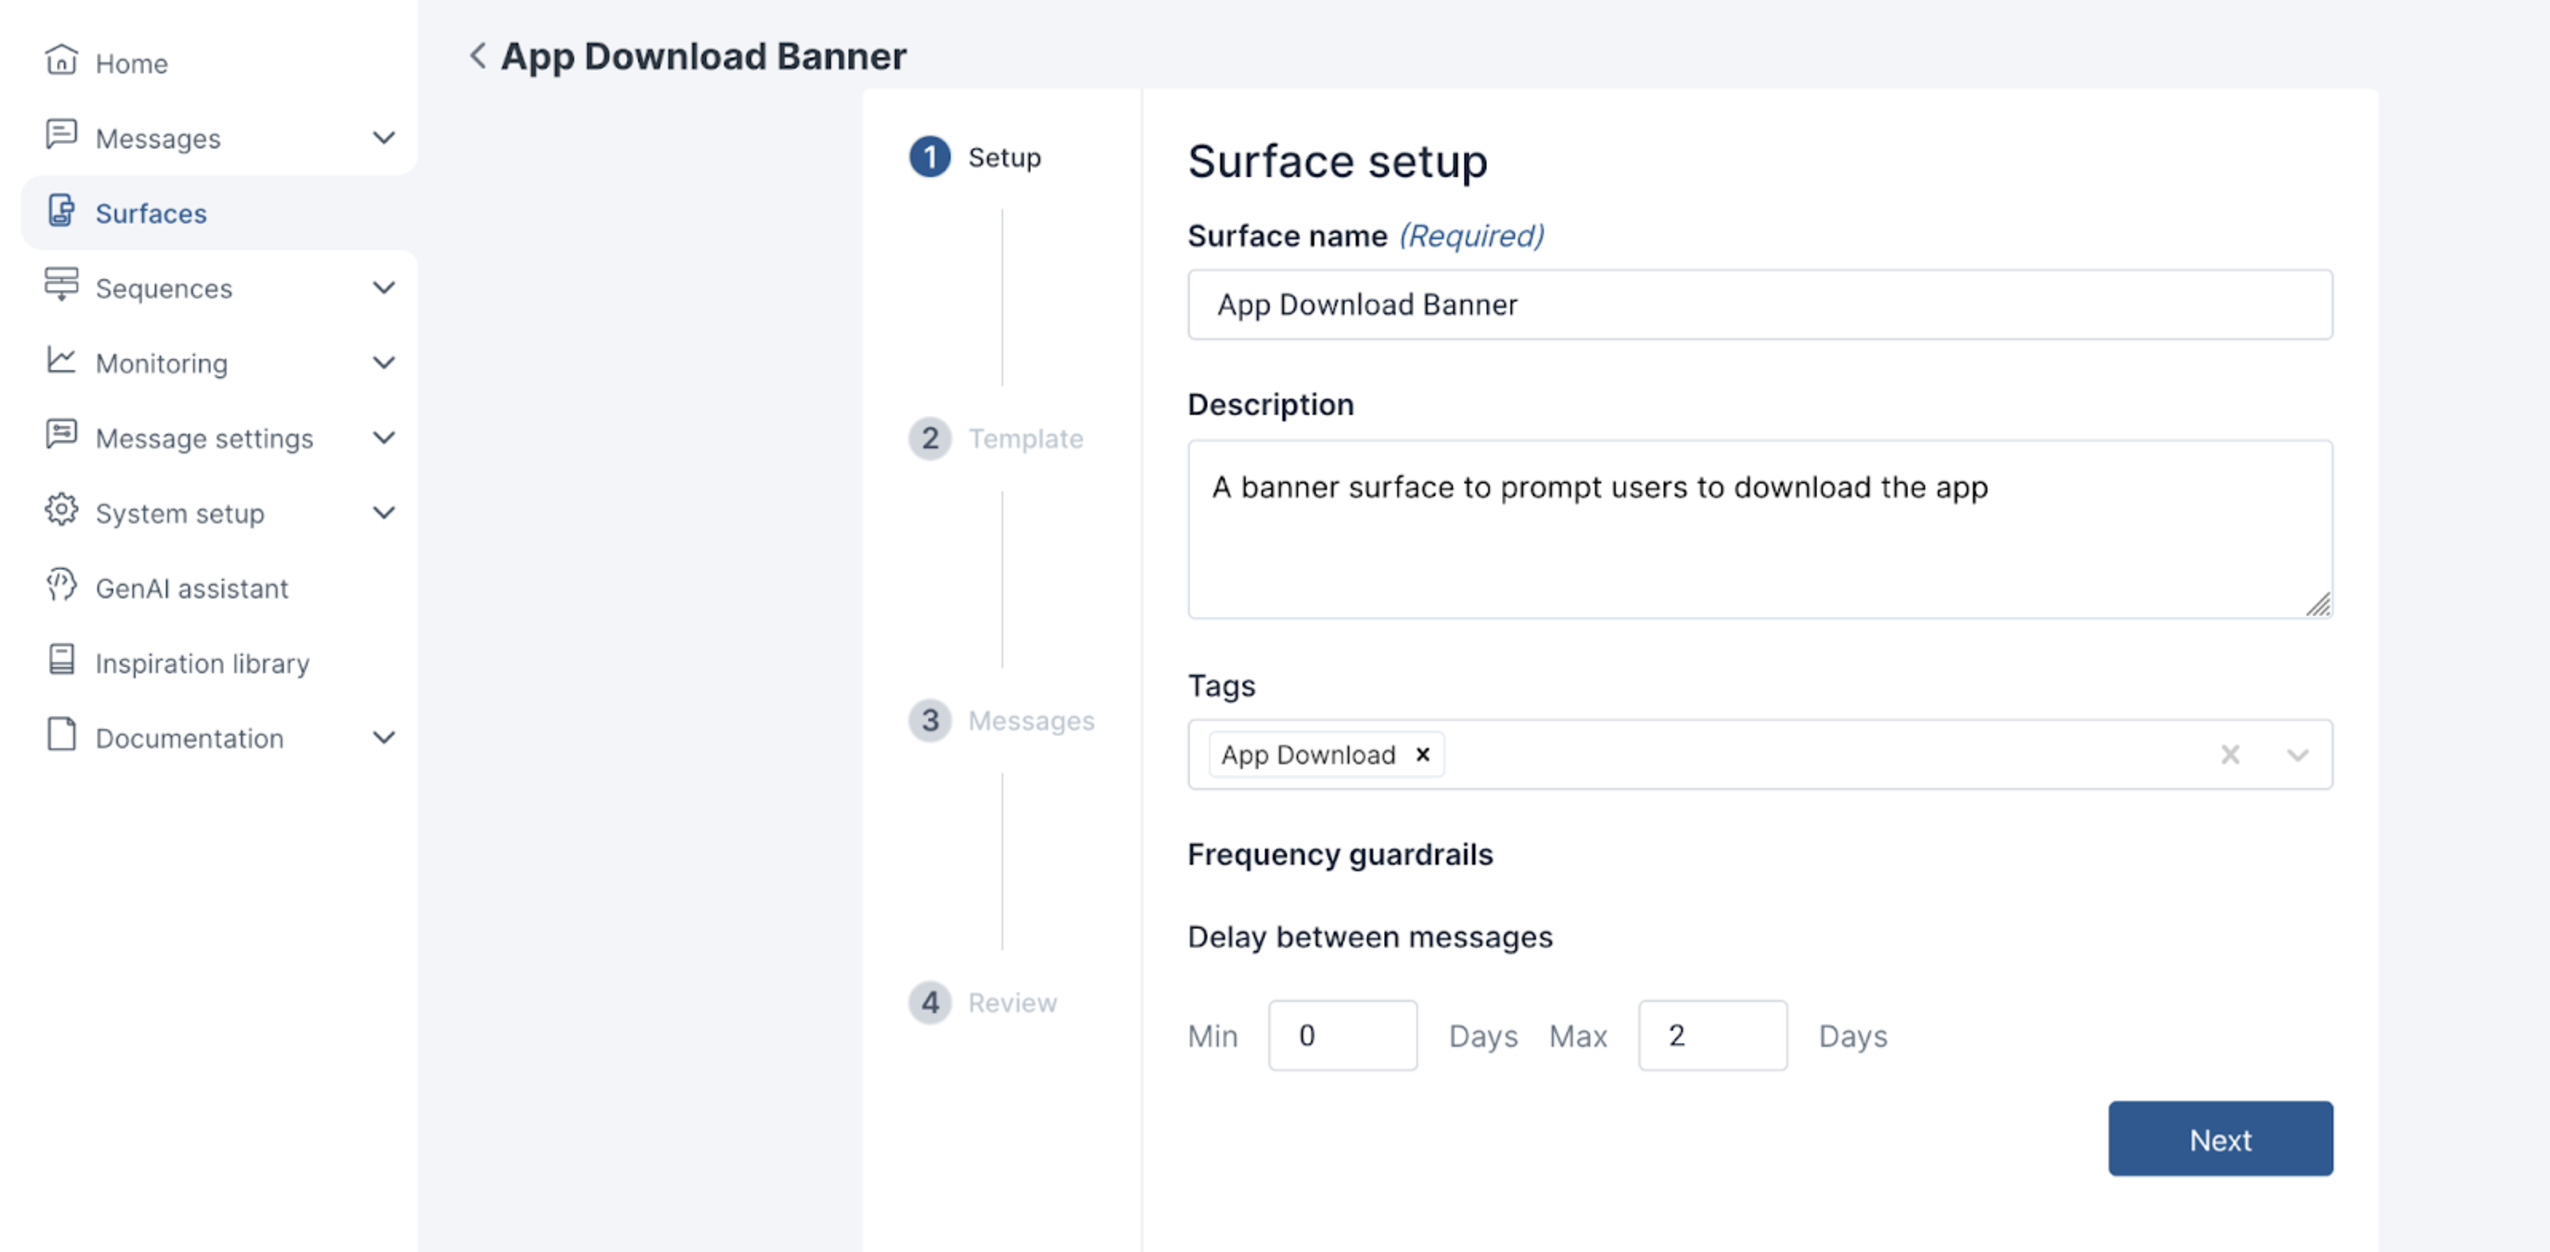 Home
Messages
Surfaces
Sequences
Monitoring
Message settings
System setup
GenAI assistant
Inspiration library
Documentation
App Download Banner
1 Setup
2 Template
3 Messages
4 Review
Surface setup
Surface name (Required)
App Download Banner
Description
A banner surface to prompt users to download the app
Tags
App Download
Frequency guardrails
Delay between messages
Min 0 Days Max 2 Days
Next